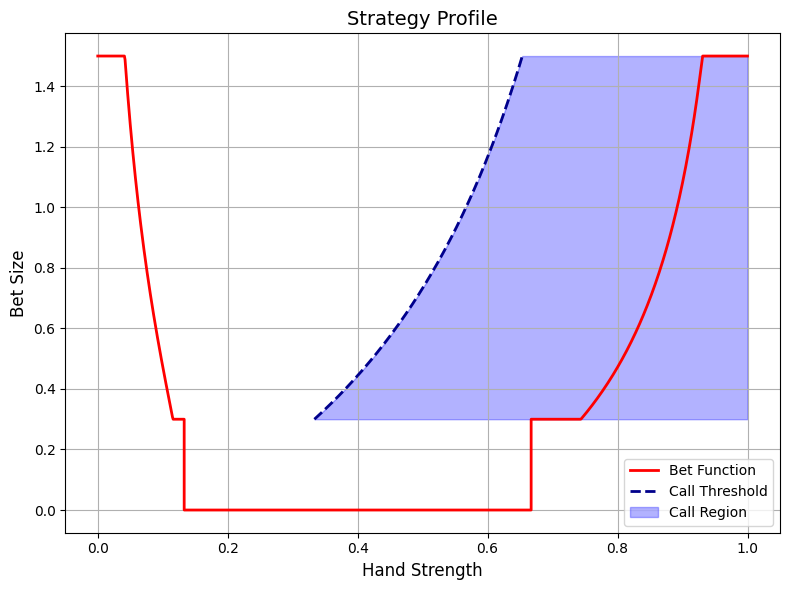 Strategy Profile
Bet Size
1.4
1.2
1.0
0.8
0.6
0.4
0.2
0.0
0.0 0.2 0.4 0.6 0.8 1.0
Hand Strength
Bet Function
Call Threshold
Call Region